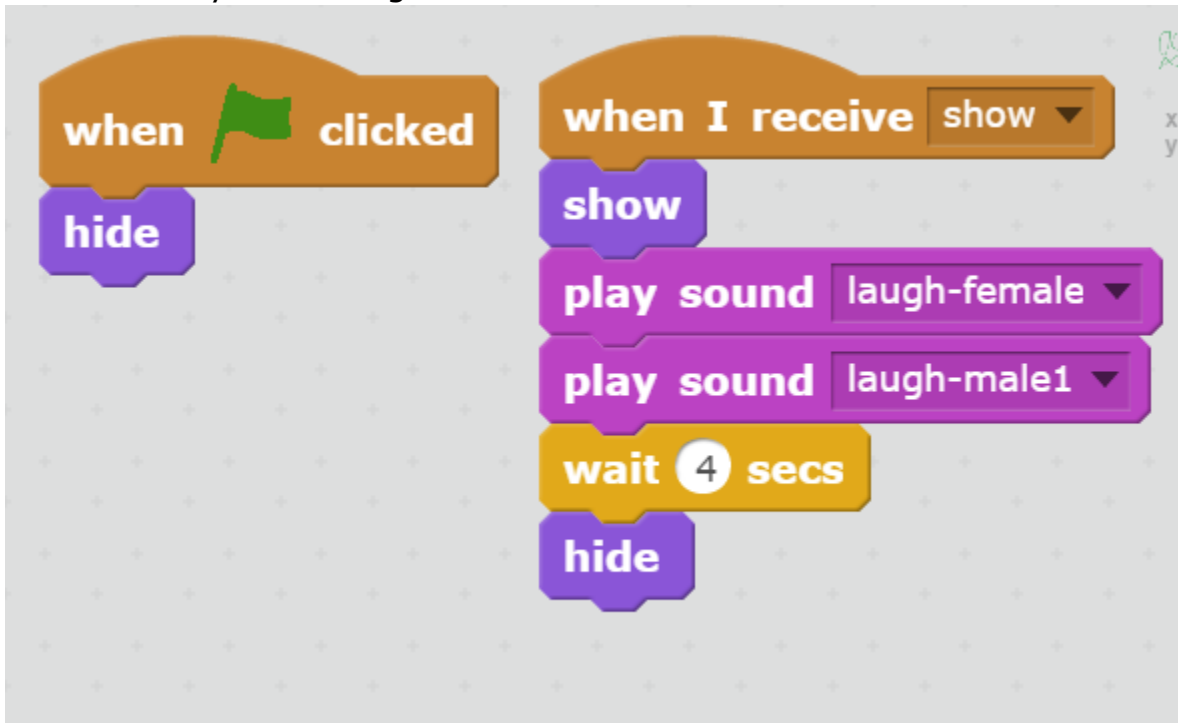 when clicked
hide
when I receive show
show
play sound laugh-female
play sound laugh-male1
wait 4 secs
hide
x
y